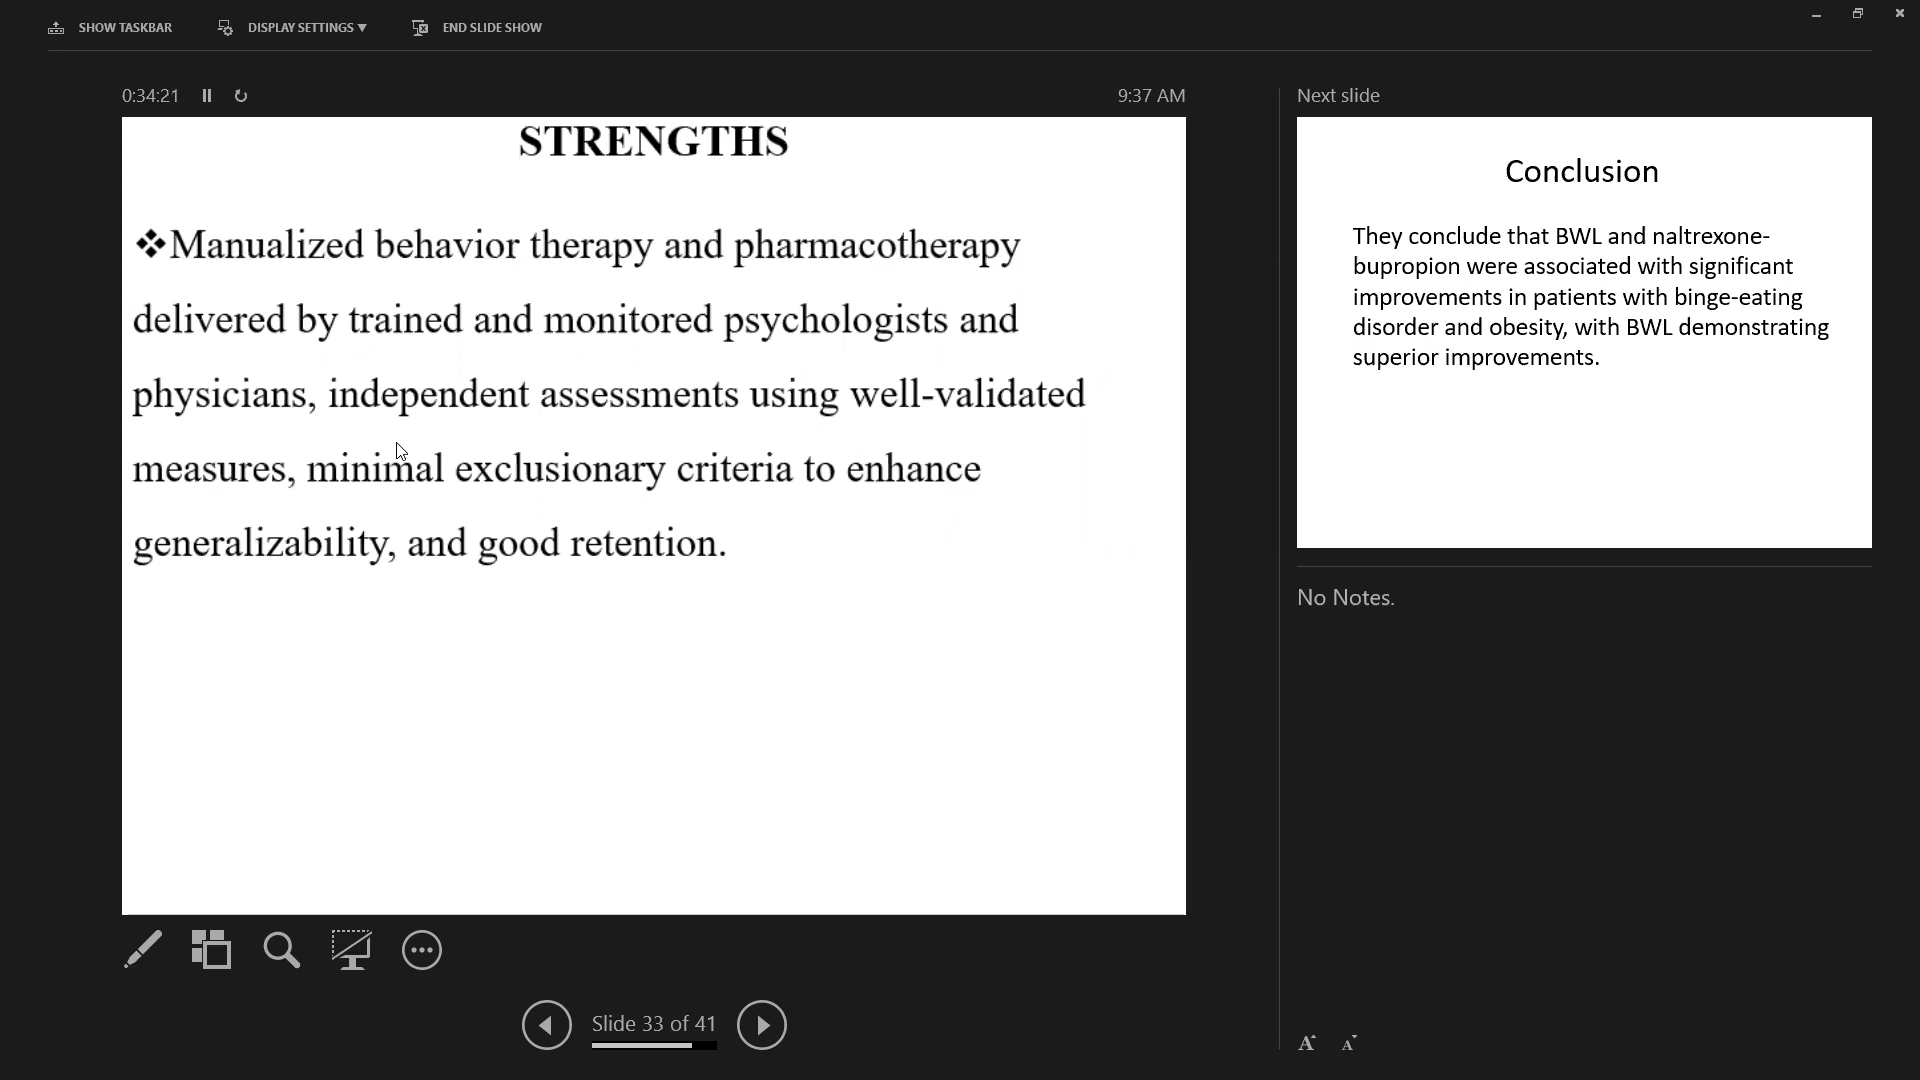 SHOW TASKBAR
DISPLAY SETTINGS ▼
END SLIDE SHOW
0:34:21
9:37 AM
STRENGTHS
❖Manualized behavior therapy and pharmacotherapy
delivered by trained and monitored psychologists and
physicians, independent assessments using well-validated
measures, minimal exclusionary criteria to enhance
generalizability, and good retention.
Slide 33 of 41
Next slide
Conclusion
They conclude that BWL and naltrexone-
bupropion were associated with significant
improvements in patients with binge-eating
disorder and obesity, with BWL demonstrating
superior improvements.
No Notes.
A A